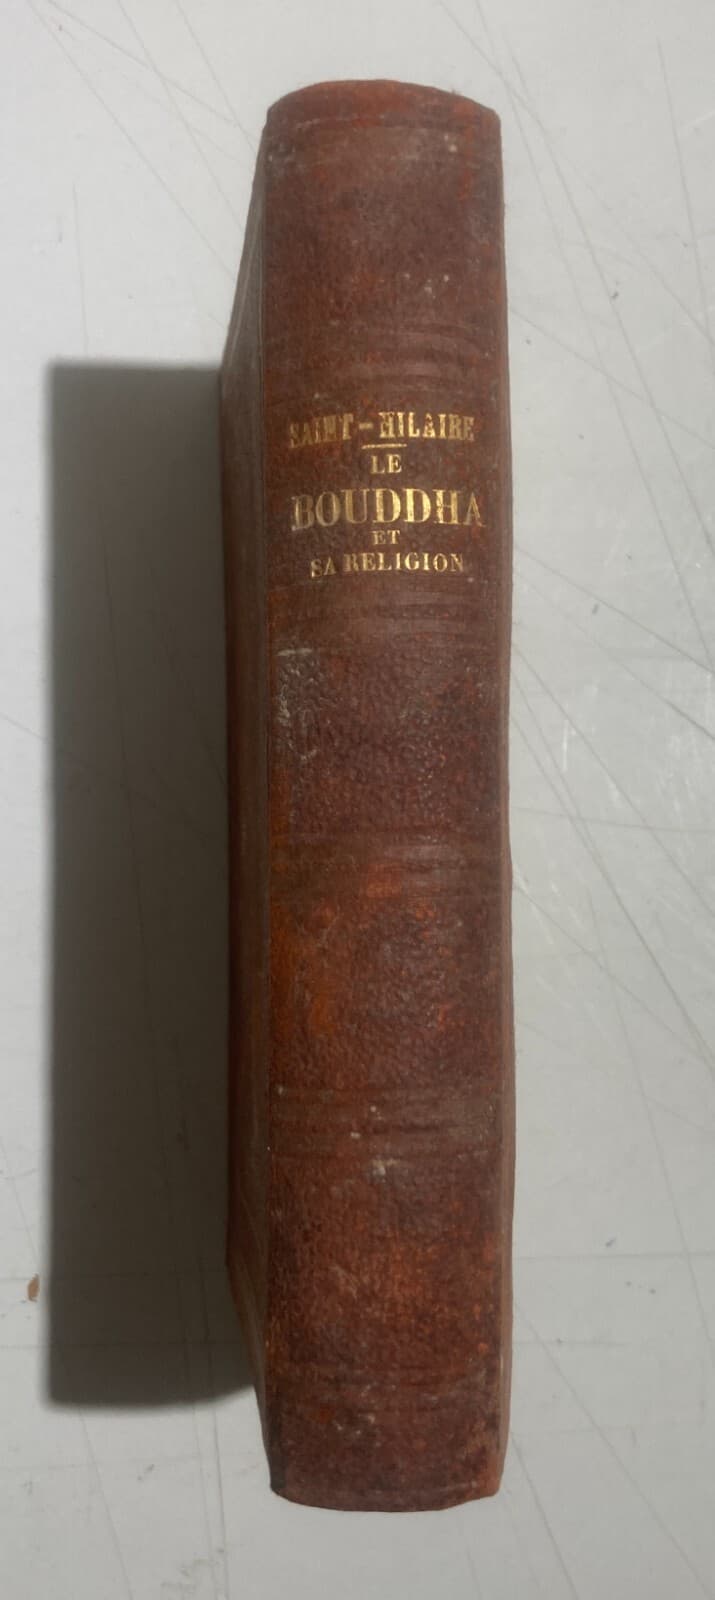 SAINT-HILAIRE
LE
BOUDDHA
ET
SA RELIGION